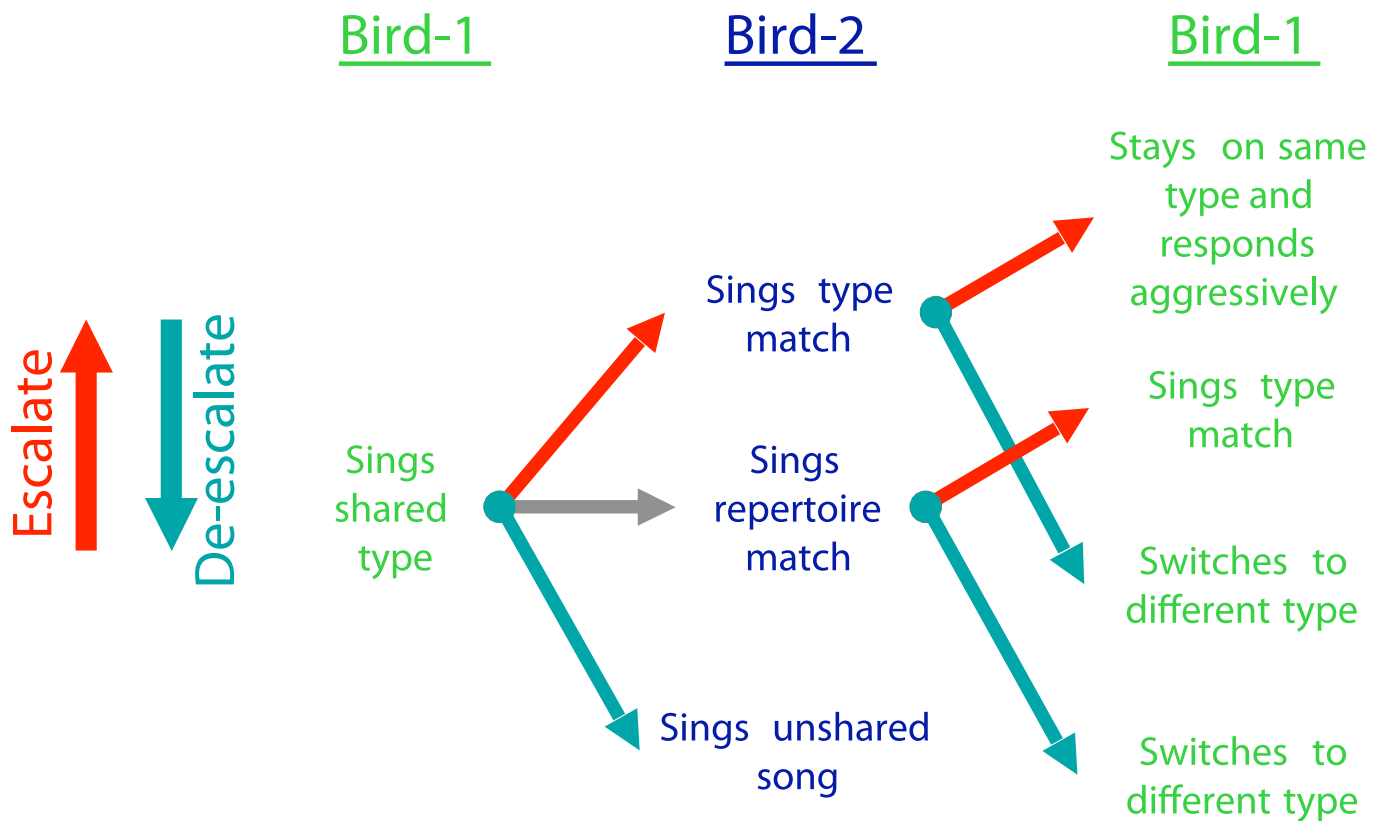 Bird-1
Bird-2
Bird-1
Escalate
De-escalate
Sings
shared
type
Sings type
match
Sings
repertoire
match
Sings unshared
song
Stays on same
type and
responds
aggressively
Sings type
match
Switches to
different type
Switches to
different type